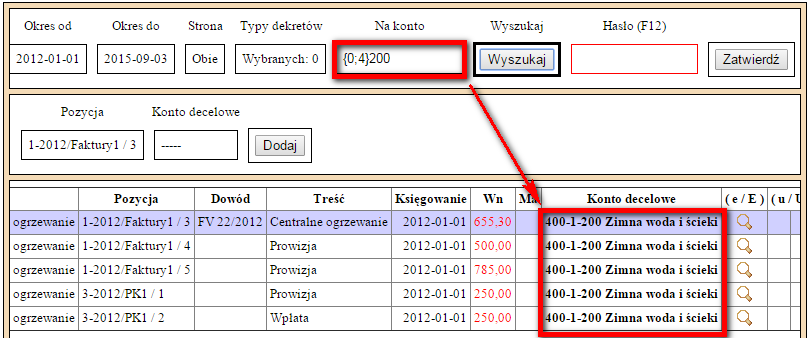 Okres od Okres do Strona Typy dekretów Na konto Wyszukaj Hasło (F12)
2012-01-01 2015-09-03 Obie Wybranych: 0 {0;4}200 Wyszukaj Zatwierdź
Pozycja Konto decelowe
1-2012/Faktury1 / 3 ----- Dodaj
Pozycja Dowód Treść Księgowanie Wn Ma Konto decelowe ( e / E ) ( u / U
ogrzewanie 1-2012/Faktury1 / 3 FV 22/2012 Centralne ogrzewanie 2012-01-01 655,30 400-1-200 Zimna woda i ścieki
ogrzewanie 1-2012/Faktury1 / 4 Prowizja 2012-01-01 500,00 400-1-200 Zimna woda i ścieki
ogrzewanie 1-2012/Faktury1 / 5 Prowizja 2012-01-01 785,00 400-1-200 Zimna woda i ścieki
ogrzewanie 3-2012/PK1 / 1 Prowizja 2012-01-01 250,00 400-1-200 Zimna woda i ścieki
ogrzewanie 3-2012/PK1 / 2 Wpłata 2012-01-01 250,00 400-1-200 Zimna woda i ścieki